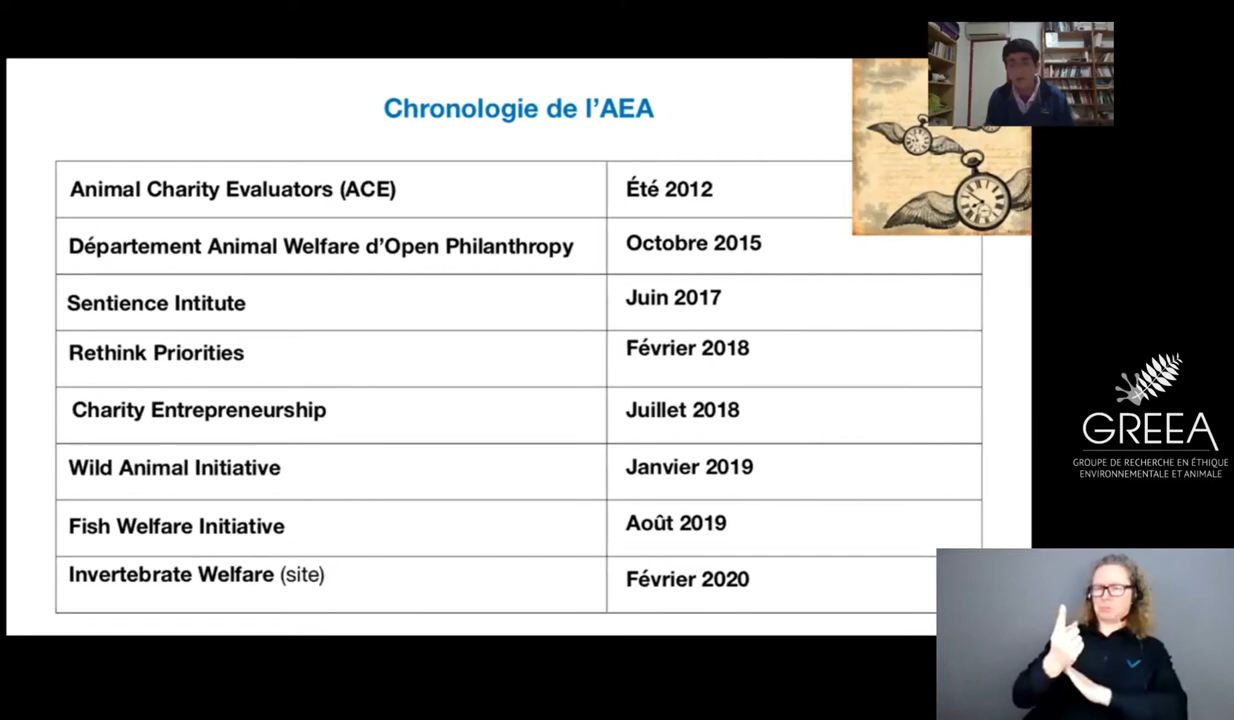 Chronologie de l’AEA
Animal Charity Evaluators (ACE)
Été 2012
Département Animal Welfare d’Open Philanthropy
Octobre 2015
Sentience Intitute
Juin 2017
Rethink Priorities
Février 2018
Charity Entrepreneurship
Juillet 2018
Wild Animal Initiative
Janvier 2019
Fish Welfare Initiative
Août 2019
Invertebrate Welfare (site)
Février 2020
GREEA
GROUPE DE RECHERCHE EN ÉTHIQUE
ENVIRONNEMENTALE ET ANIMALE